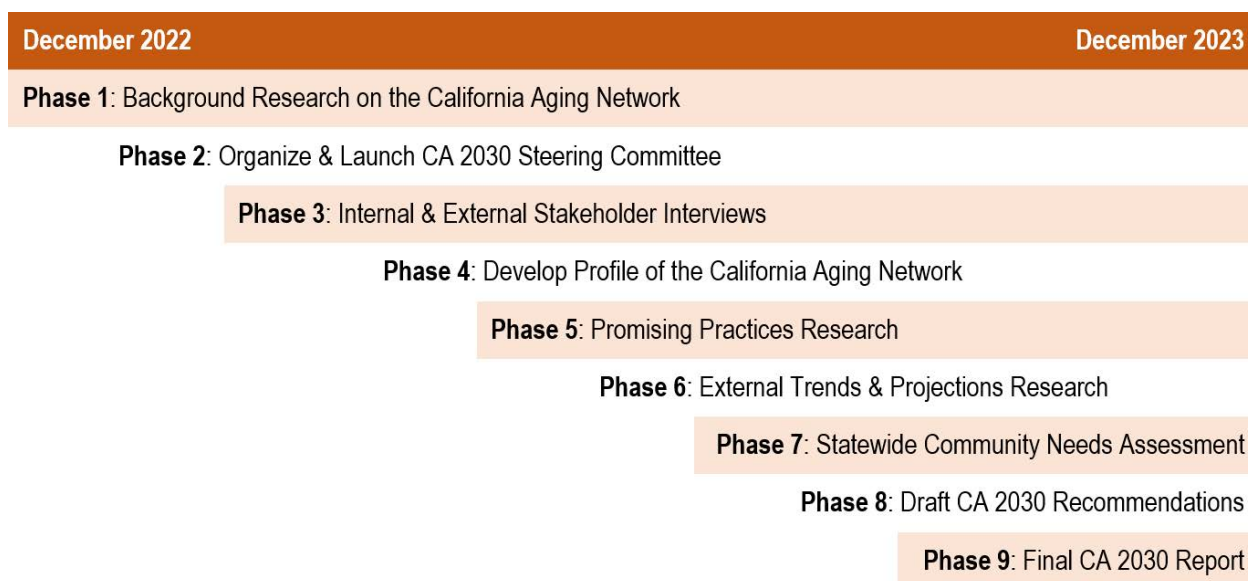 December 2022 December 2023
Phase 1: Background Research on the California Aging Network
Phase 2: Organize & Launch CA 2030 Steering Committee
Phase 3: Internal & External Stakeholder Interviews
Phase 4: Develop Profile of the California Aging Network
Phase 5: Promising Practices Research
Phase 6: External Trends & Projections Research
Phase 7: Statewide Community Needs Assessment
Phase 8: Draft CA 2030 Recommendations
Phase 9: Final CA 2030 Report